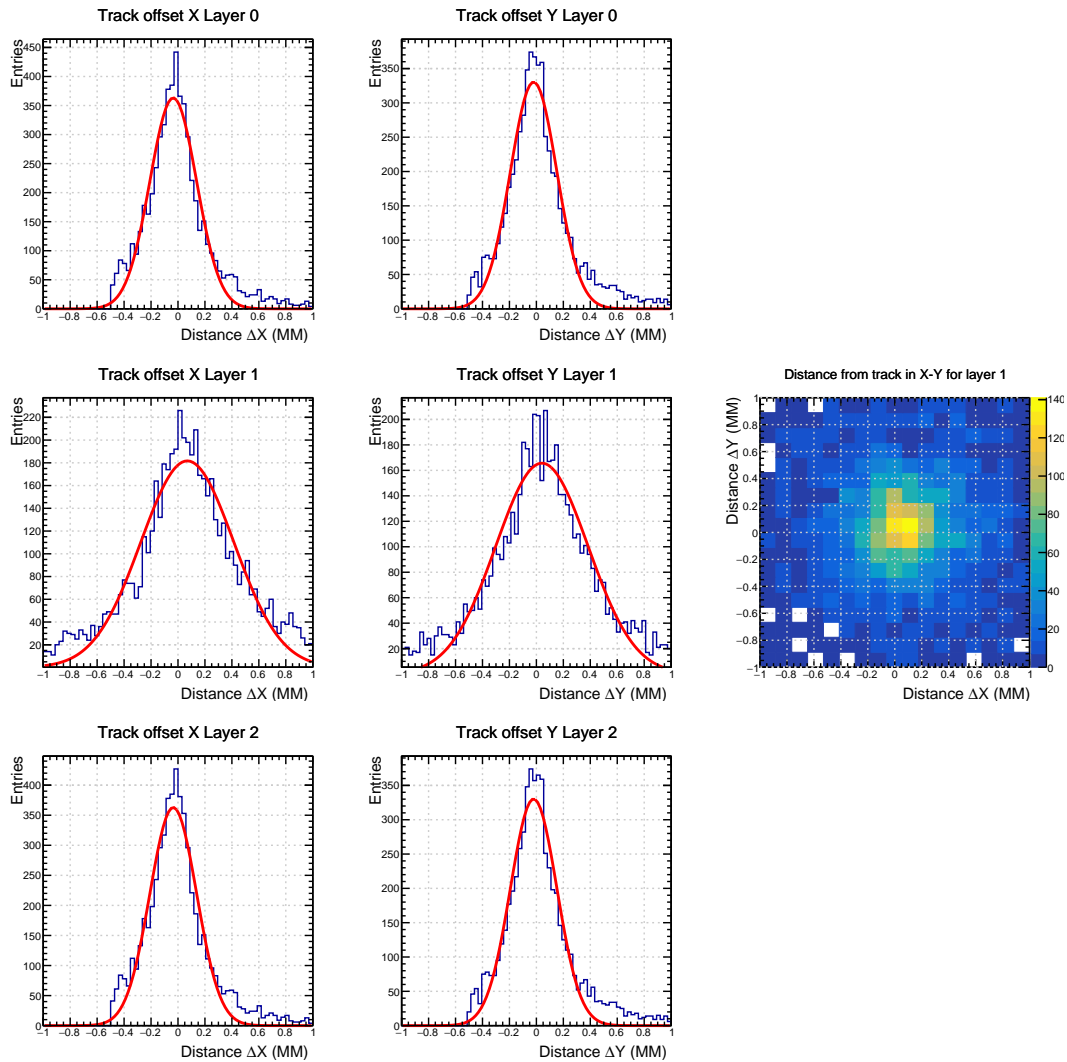 Track offset X Layer 0
Entries
450
400
350
300
250
200
150
100
50
0
−1 −0.8 −0.6 −0.4 −0.2 0 0.2 0.4 0.6 0.8 1
Distance ΔX (MM)
Track offset Y Layer 0
Entries
350
300
250
200
150
100
50
0
−1 −0.8 −0.6 −0.4 −0.2 0 0.2 0.4 0.6 0.8 1
Distance ΔY (MM)
Track offset X Layer 1
Entries
220
200
180
160
140
120
100
80
60
40
20
−1 −0.8 −0.6 −0.4 −0.2 0 0.2 0.4 0.6 0.8 1
Distance ΔX (MM)
Track offset Y Layer 1
Entries
200
180
160
140
120
100
80
60
40
20
−1 −0.8 −0.6 −0.4 −0.2 0 0.2 0.4 0.6 0.8 1
Distance ΔY (MM)
Distance from track in X-Y for layer 1
Distance ΔY (MM)
1
0.8
0.6
0.4
0.2
0
−0.2
−0.4
−0.6
−0.8
−1
−1 −0.8 −0.6 −0.4 −0.2 0 0.2 0.4 0.6 0.8 1
Distance ΔX (MM)
140
120
100
80
60
40
20
0
Track offset X Layer 2
Entries
400
350
300
250
200
150
100
50
0
−1 −0.8 −0.6 −0.4 −0.2 0 0.2 0.4 0.6 0.8 1
Distance ΔX (MM)
Track offset Y Layer 2
Entries
350
300
250
200
150
100
50
0
−1 −0.8 −0.6 −0.4 −0.2 0 0.2 0.4 0.6 0.8 1
Distance ΔY (MM)